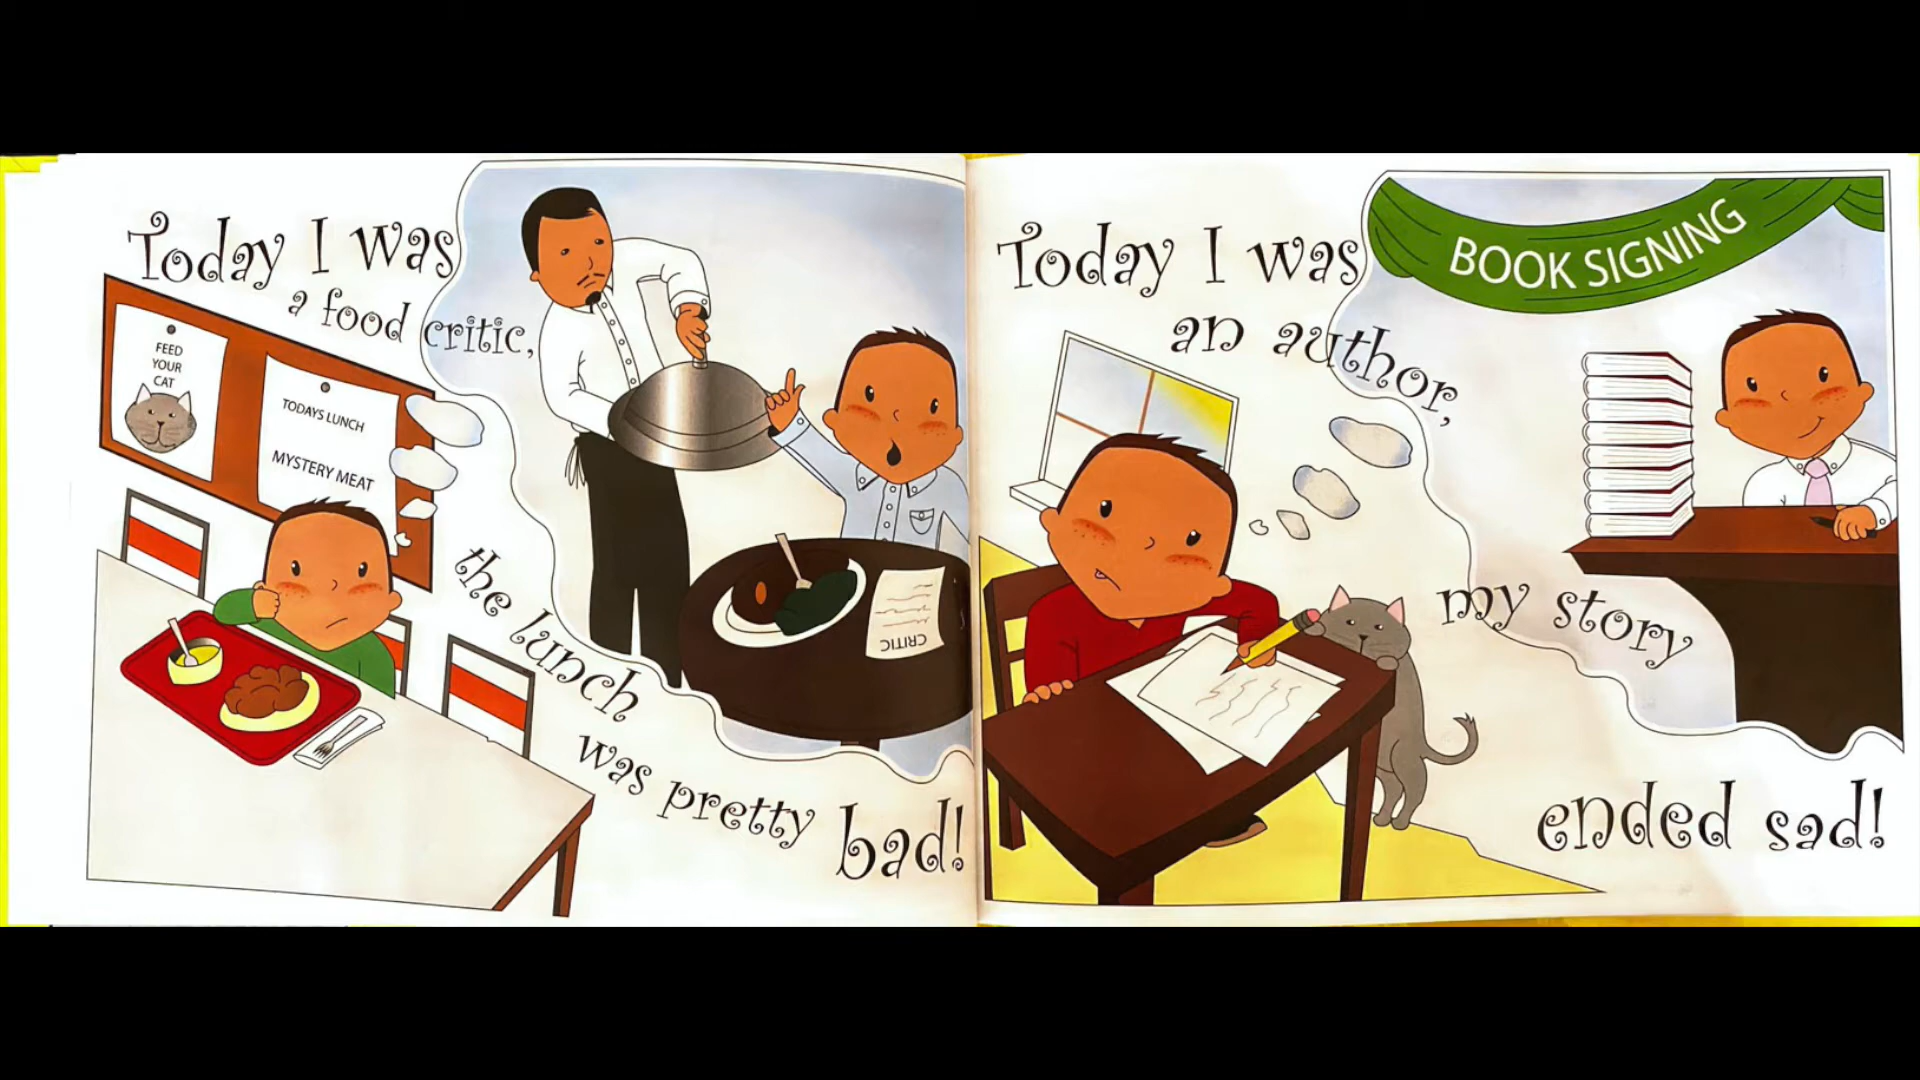 Today I was
a food critic,
FEED
YOUR
CAT
TODAYS LUNCH
MYSTERY MEAT
CRITIC
the lunch
was pretty bad!
Today I was
an author,
BOOK SIGNING
my story
ended sad!